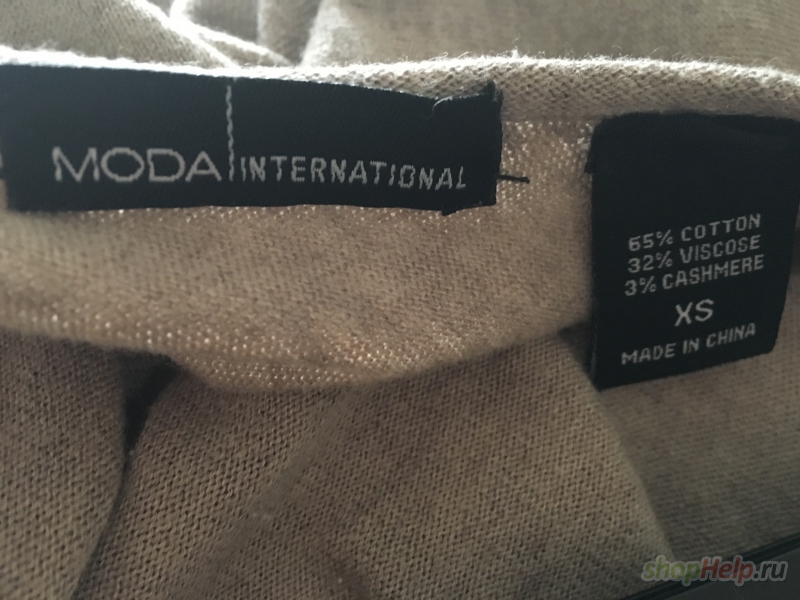 MODA INTERNATIONAL
65% COTTON
32% VISCOSE
3% CASHMERE
XS
MADE IN CHINA
shopHelp.ru